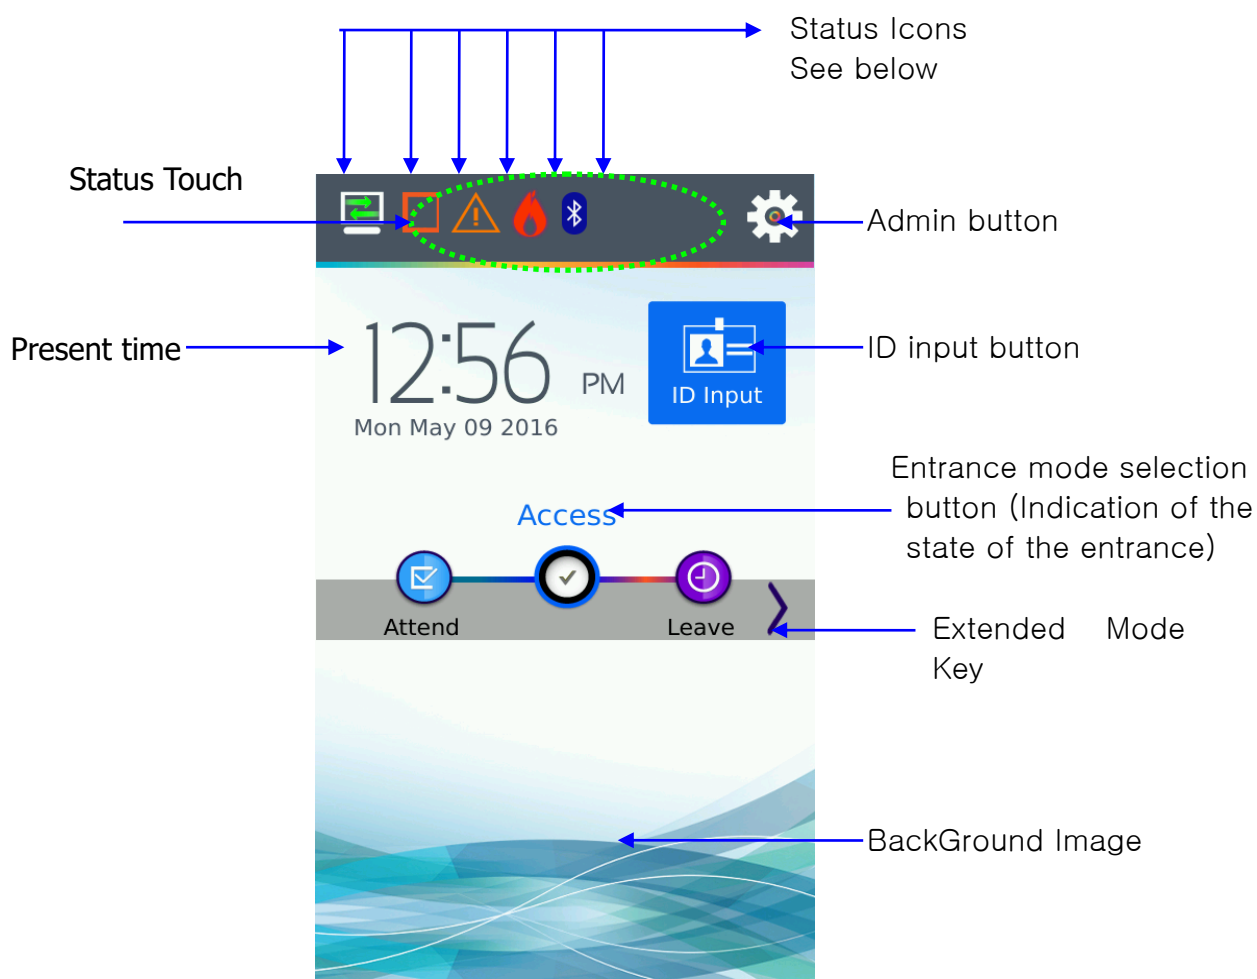 Status Icons
See below
Status Touch
Admin button
Present time
12:56 PM
Mon May 09 2016
ID Input
ID input button
Entrance mode selection
button (Indication of the
state of the entrance)
Access
Attend
Leave
Extended Mode
Key
BackGround Image